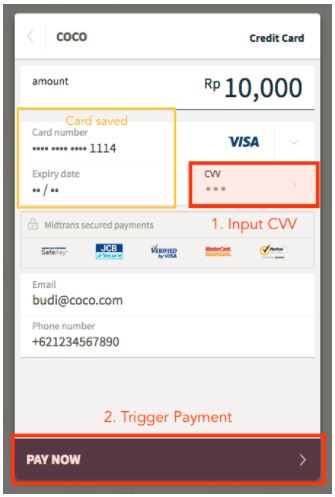 COCO
Credit Card
amount
Rp 10,000
Card saved
Card number
•••• •••• •••• 1114
VISA
Expiry date
•• / ••
CVV
•••
?
1. Input CVV
Midtrans secured payments
SafeKey
JCB
J/Secure
VERIFIED
by VISA
MasterCard.
SecureCode.
Norton
Email
budi@coco.com
Phone number
+621234567890
2. Trigger Payment
PAY NOW